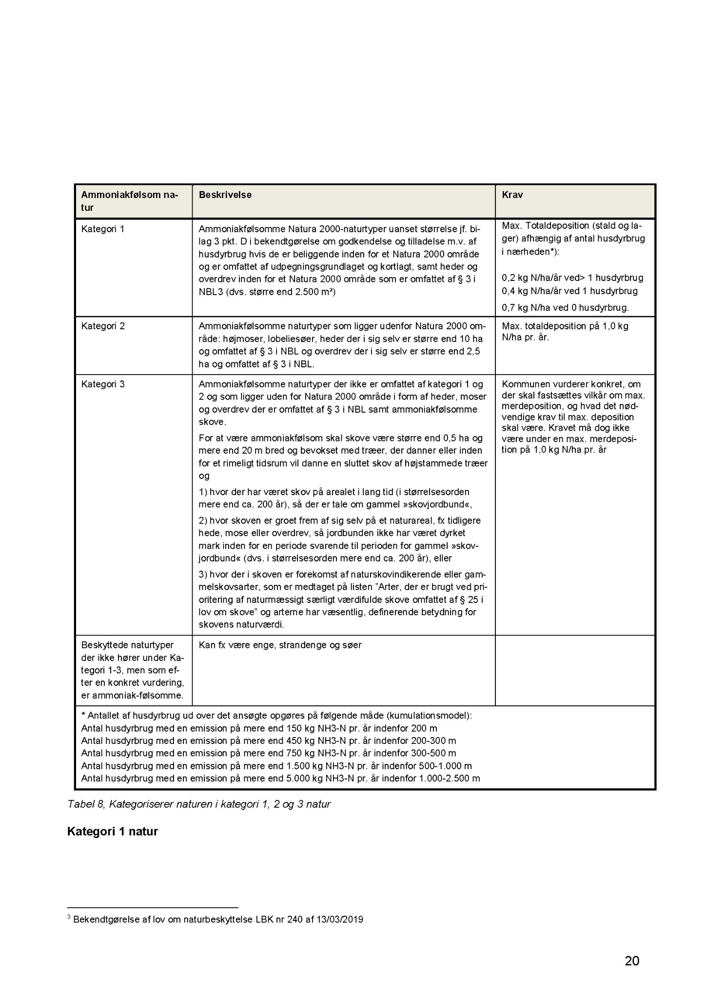 Ammoniakfølsom na-
tur
Beskrivelse
Krav
Kategori 1
Ammoniakfølsomme Natura 2000-naturtyper uanset størrelse jf. bi-
lag 3 pkt. D i bekendtgørelse om godkendelse og tilladelse m.v. af
husdyrbrug hvis de er beliggende inden for et Natura 2000 område
og er omfattet af udpegningsgrundlaget og kortlagt, samt heder og
overdrev inden for et Natura 2000 område som er omfattet af § 3 i
NBL3 (dvs. større end 2.500 m²)
Max. Totaldeposition (stald og la-
ger) afhængig af antal husdyrbrug
i nærheden*):
0,2 kg N/ha/år ved> 1 husdyrbrug
0,4 kg N/ha/år ved 1 husdyrbrug
0,7 kg N/ha ved 0 husdyrbrug.
Kategori 2
Ammoniakfølsomme naturtyper som ligger udenfor Natura 2000 om-
råde: højmoser, lobeliesøer, heder der i sig selv er større end 10 ha
og omfattet af § 3 i NBL og overdrev der i sig selv er større end 2,5
ha og omfattet af § 3 i NBL.
Max. totaldeposition på 1,0 kg
N/ha pr. år.
Kategori 3
Ammoniakfølsomme naturtyper der ikke er omfattet af kategori 1 og
2 og som ligger uden for Natura 2000 område i form af heder, moser
og overdrev der er omfattet af § 3 i NBL samt ammoniakfølsomme
skove.
For at være ammoniakfølsom skal skove være større end 0,5 ha og
mere end 20 m bred og bevokset med træer, der danner eller inden
for et rimeligt tidsrum vil danne en sluttet skov af højstammede træer
og
1) hvor der har været skov på arealet i lang tid (i størrelsesorden
mere end ca. 200 år), så der er tale om gammel »skovjordbund«,
2) hvor skoven er groet frem af sig selv på et naturareal, fx tidligere
hede, mose eller overdrev, så jordbunden ikke har været dyrket
mark inden for en periode svarende til perioden for gammel »skov-
jordbund« (dvs. i størrelsesorden mere end ca. 200 år), eller
3) hvor der i skoven er forekomst af naturskovindikerende eller gam-
melskovsarter, som er medtaget på listen ”Arter, der er brugt ved pri-
oritering af naturmæssigt særligt værdifulde skove omfattet af § 25 i
lov om skove” og arterne har væsentlig, definerende betydning for
skovens naturværdi.
Kommunen vurderer konkret, om
der skal fastsættes vilkår om max.
merdeposition, og hvad det nød-
vendige krav til max. deposition
skal være. Kravet må dog ikke
være under en max. merdeposi-
tion på 1,0 kg N/ha pr. år
Beskyttede naturtyper
der ikke hører under Ka-
tegori 1-3, men som ef-
ter en konkret vurdering,
er ammoniak-følsomme.
Kan fx være enge, strandenge og søer
* Antallet af husdyrbrug ud over det ansøgte opgøres på følgende måde (kumulationsmodel):
Antal husdyrbrug med en emission på mere end 150 kg NH3-N pr. år indenfor 200 m
Antal husdyrbrug med en emission på mere end 450 kg NH3-N pr. år indenfor 200-300 m
Antal husdyrbrug med en emission på mere end 750 kg NH3-N pr. år indenfor 300-500 m
Antal husdyrbrug med en emission på mere end 1.500 kg NH3-N pr. år indenfor 500-1.000 m
Antal husdyrbrug med en emission på mere end 5.000 kg NH3-N pr. år indenfor 1.000-2.500 m
Tabel 8, Kategoriserer naturen i kategori 1, 2 og 3 natur
Kategori 1 natur
3 Bekendtgørelse af lov om naturbeskyttelse LBK nr 240 af 13/03/2019
20